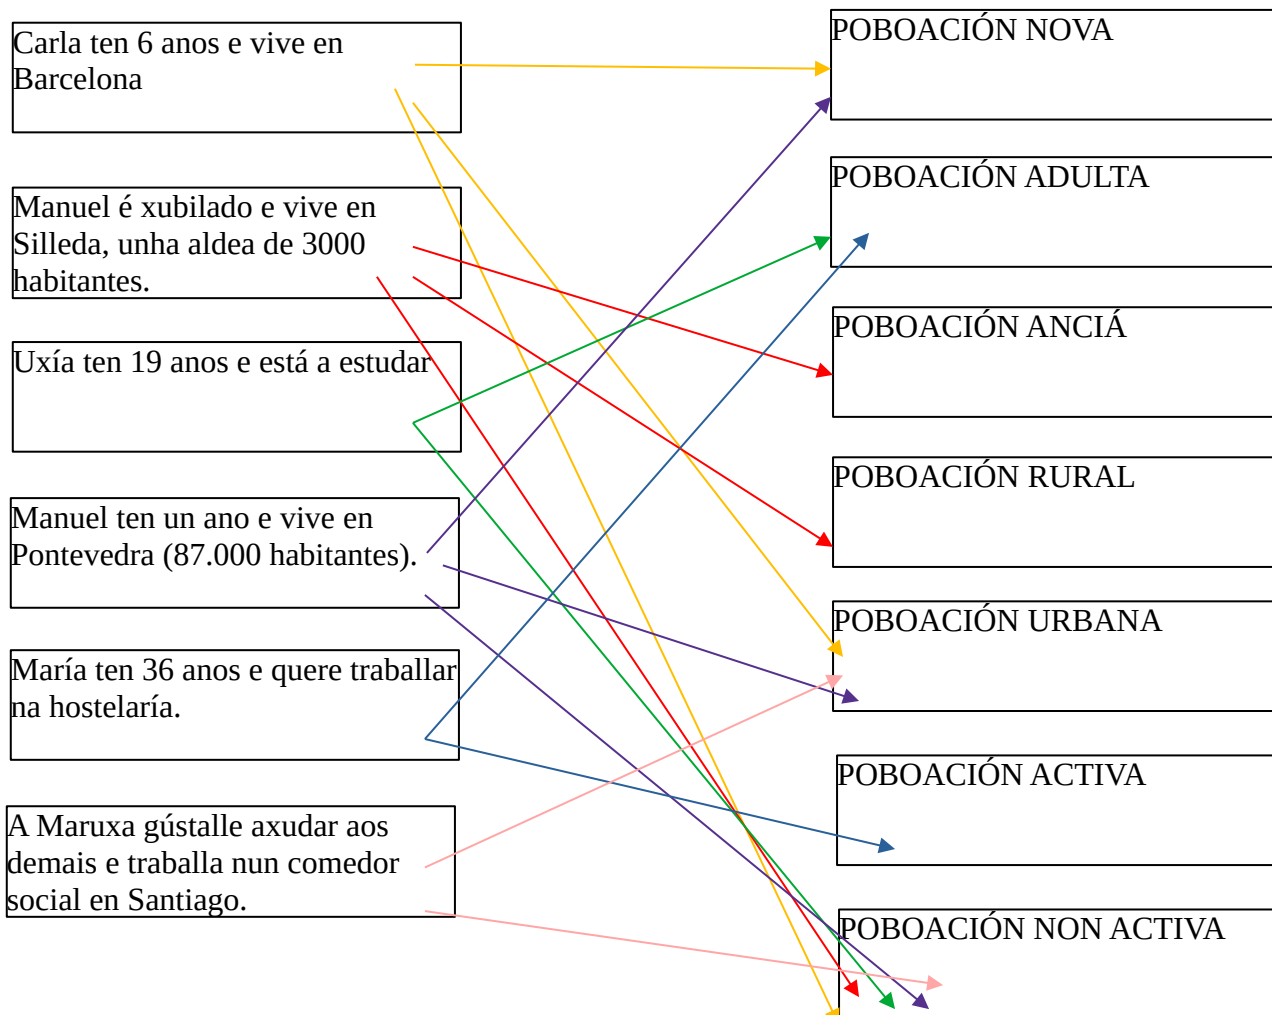 Carla ten 6 anos e vive en
Barcelona
Manuel é xubilado e vive en
Silleda, unha aldea de 3000
habitantes.
Uxía ten 19 anos e está a estudar
Manuel ten un ano e vive en
Pontevedra (87.000 habitantes).
María ten 36 anos e quere traballar
na hostelaría.
A Maruxa gústalle axudar aos
demais e traballa nun comedor
social en Santiago.
POBOACIÓN NOVA
POBOACIÓN ADULTA
POBOACIÓN ANCIÁ
POBOACIÓN RURAL
POBOACIÓN URBANA
POBOACIÓN ACTIVA
POBOACIÓN NON ACTIVA